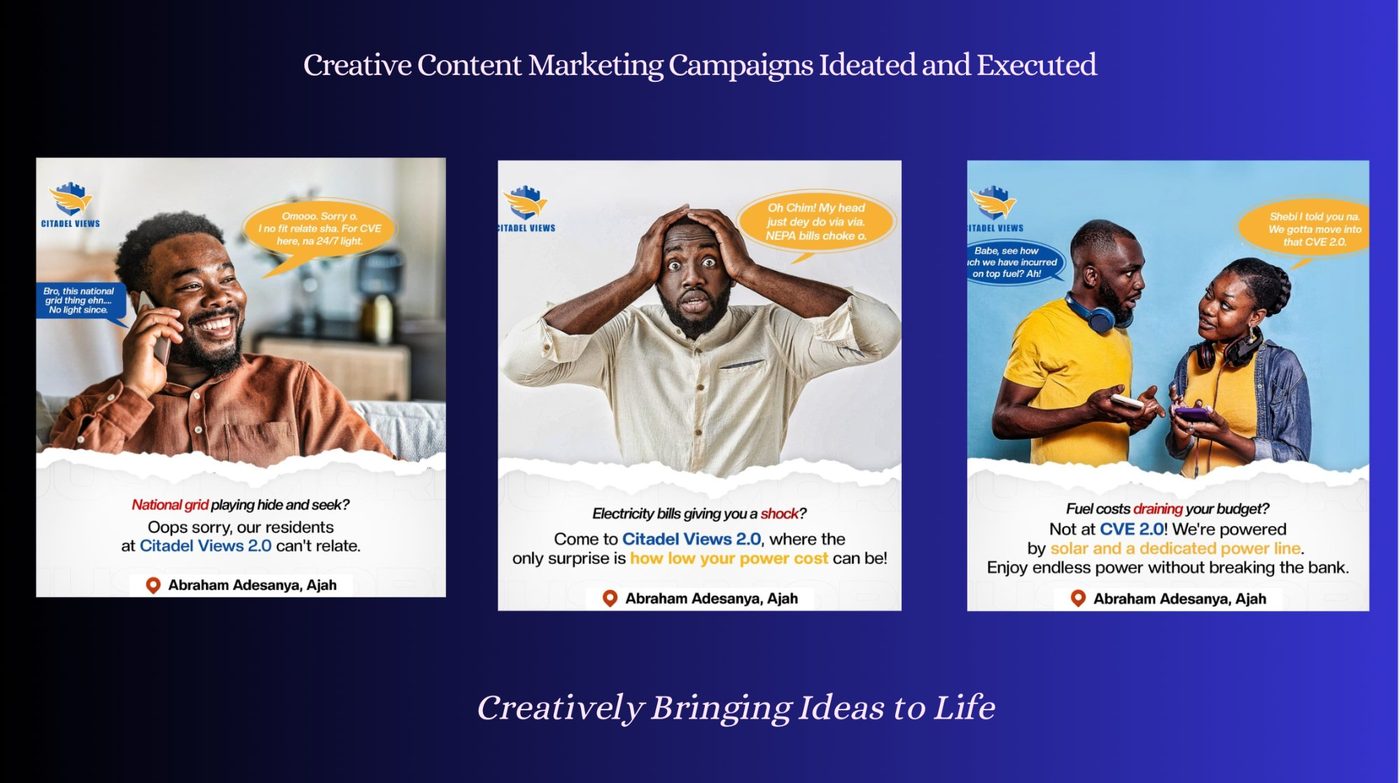 Creative Content Marketing Campaigns Ideated and Executed
CITADEL VIEWS
Omooo. Sorry o.
I no fit relate sha. For CVE
here, na 24/7 light.
Bro, this national
grid thing ehn....
No light since.
National grid playing hide and seek?
Oops sorry, our residents
at Citadel Views 2.0 can't relate.
Abraham Adesanya, Ajah
CITADEL VIEWS
Oh Chim! My head
just dey do via via.
NEPA bills choke o.
Electricity bills giving you a shock?
Come to Citadel Views 2.0, where the
only surprise is how low your power cost can be!
Abraham Adesanya, Ajah
CITADEL VIEWS
Babe, see how
uch we have incurred
on top fuel? Ah!
Shebi I told you na.
We gotta move into
that CVE 2.0.
Fuel costs draining your budget?
Not at CVE 2.0! We're powered
by solar and a dedicated power line.
Enjoy endless power without breaking the bank.
Abraham Adesanya, Ajah
Creatively Bringing Ideas to Life